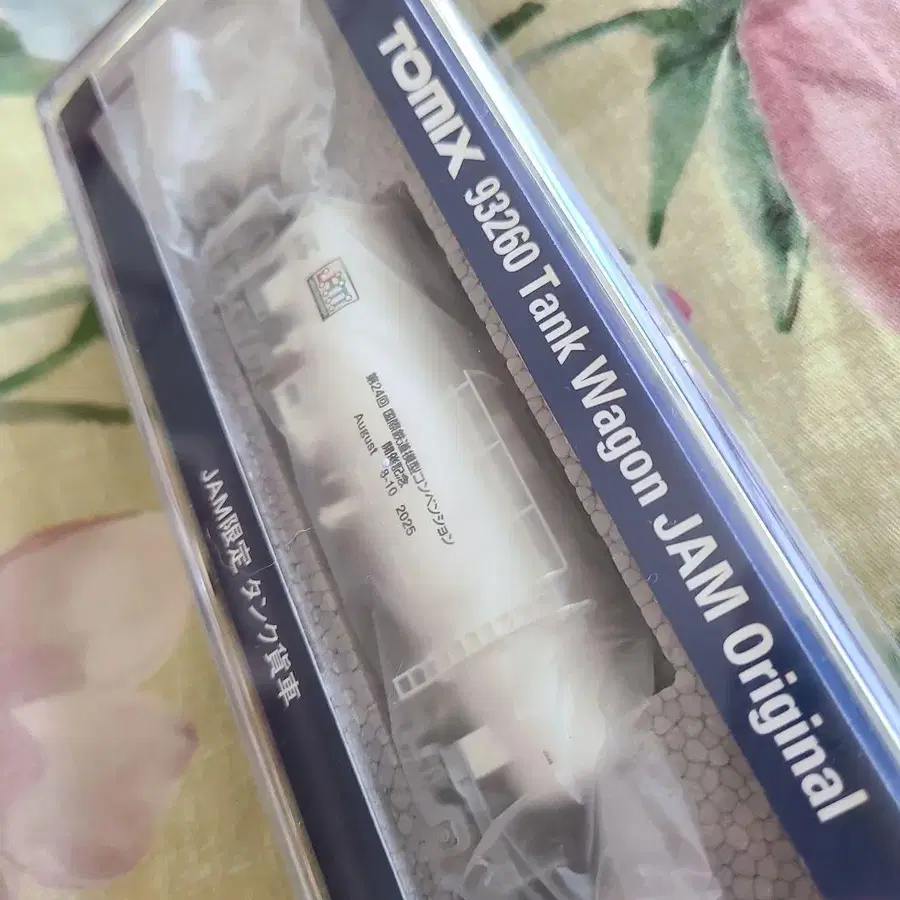 TOMIX 93260 Tank Wagon JAM Original
第24回 国際鉄道模型コンベンション
開催記念
August 8-10 2025
JAM限定 タンク貨車